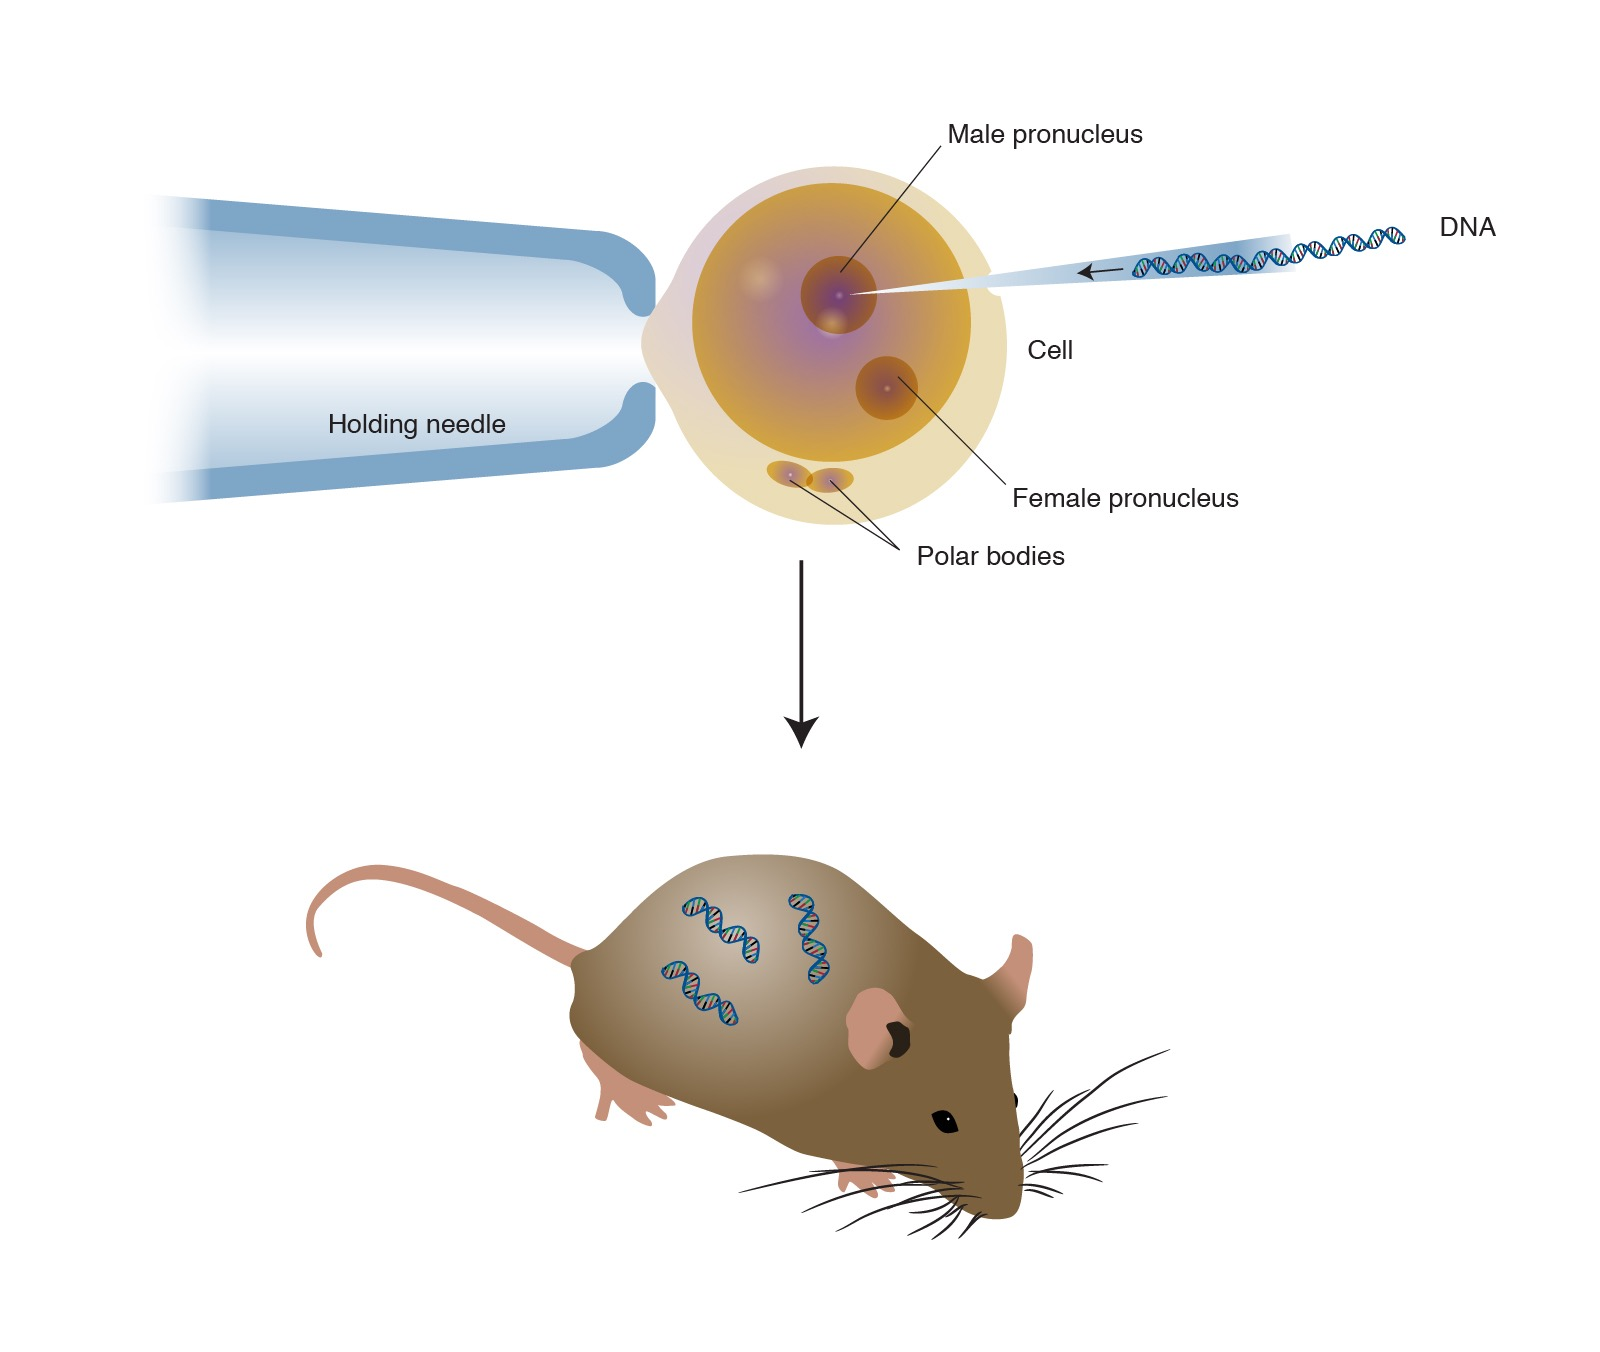 Male pronucleus
DNA
Cell
Holding needle
Female pronucleus
Polar bodies